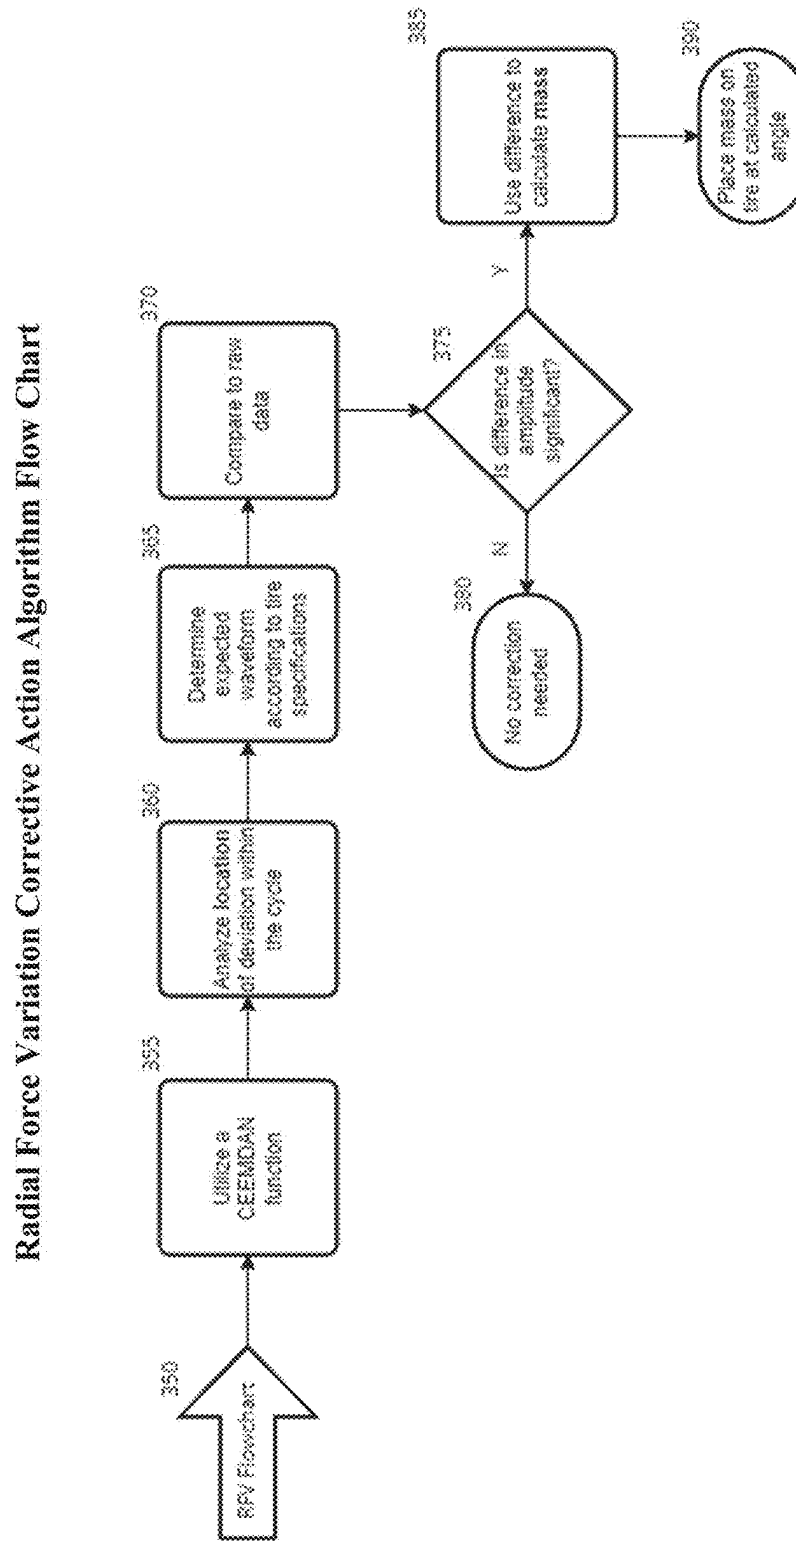 Radial Force Variation Corrective Action Algorithm Flow Chart
350
RFV Flowchart
355
Utilize a
CEEMDAN
function
360
Analyze location
of deviation within
the cycle
365
Determine
expected
waveform
according to tire
specifications
370
Compare to raw
data
375
Is difference in
amplitude
significant?
N
Y
380
No correction
needed
385
Use difference to
calculate mass
390
Place mass on
tire at calculated
angle